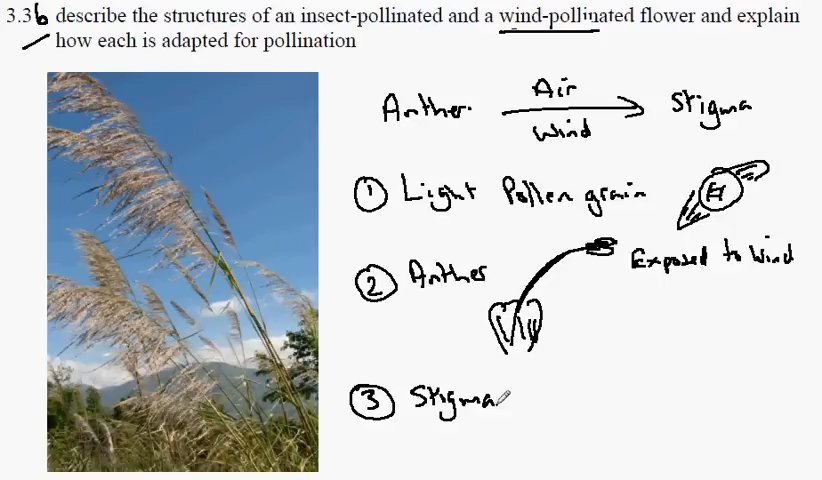 3.3b describe the structures of an insect-pollinated and a wind-pollinated flower and explain
how each is adapted for pollination
Anther. Air Stigma
Wind
① Light Pollen grain
② Anther Exposed to Wind
③ Stigma